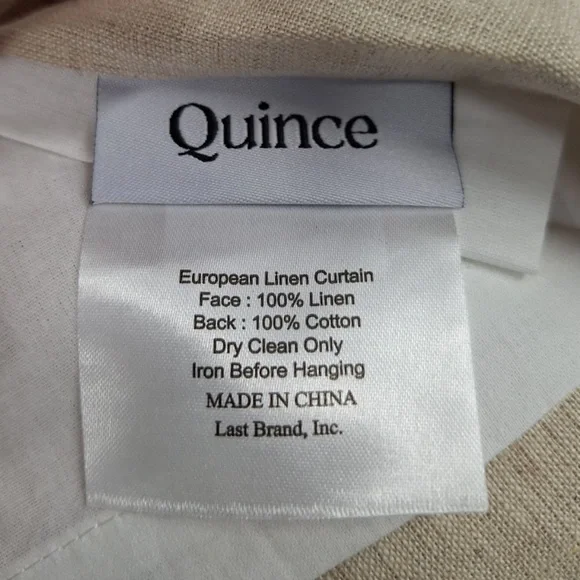 Quince
European Linen Curtain
Face : 100% Linen
Back : 100% Cotton
Dry Clean Only
Iron Before Hanging
MADE IN CHINA
Last Brand, Inc.